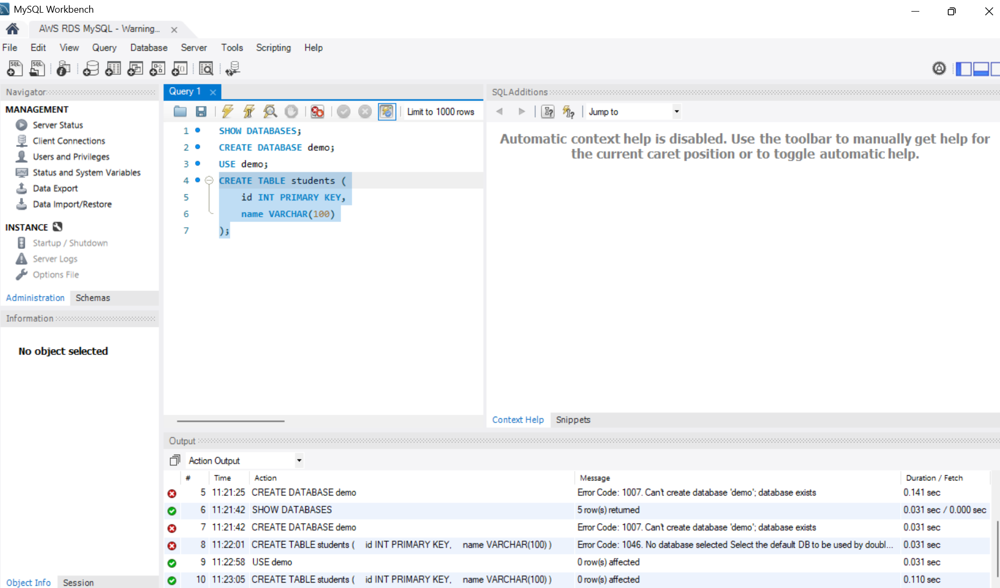 MySQL Workbench
AWS RDS MySQL - Warning...
File Edit View Query Database Server Tools Scripting Help
Navigator
MANAGEMENT
Server Status
Client Connections
Users and Privileges
Status and System Variables
Data Export
Data Import/Restore
INSTANCE
Startup / Shutdown
Server Logs
Options File
Administration Schemas
Information
No object selected
Object Info Session
Query 1
Limit to 1000 rows
1 SHOW DATABASES;
2 CREATE DATABASE demo;
3 USE demo;
4 CREATE TABLE students (
5 id INT PRIMARY KEY,
6 name VARCHAR(100)
7 );
SQLAdditions
Jump to
Automatic context help is disabled. Use the toolbar to manually get help for
the current caret position or to toggle automatic help.
Context Help Snippets
Output
Action Output
# Time Action Message Duration / Fetch
5 11:21:25 CREATE DATABASE demo Error Code: 1007. Can't create database 'demo'; database exists 0.141 sec
6 11:21:42 SHOW DATABASES 5 row(s) returned 0.031 sec / 0.000 sec
7 11:21:42 CREATE DATABASE demo Error Code: 1007. Can't create database 'demo'; database exists 0.031 sec
8 11:22:01 CREATE TABLE students ( id INT PRIMARY KEY, name VARCHAR(100) ) Error Code: 1046. No database selected Select the default DB to be used by doubl... 0.031 sec
9 11:22:58 USE demo 0 row(s) affected 0.031 sec
10 11:23:05 CREATE TABLE students ( id INT PRIMARY KEY, name VARCHAR(100) ) 0 row(s) affected 0.110 sec